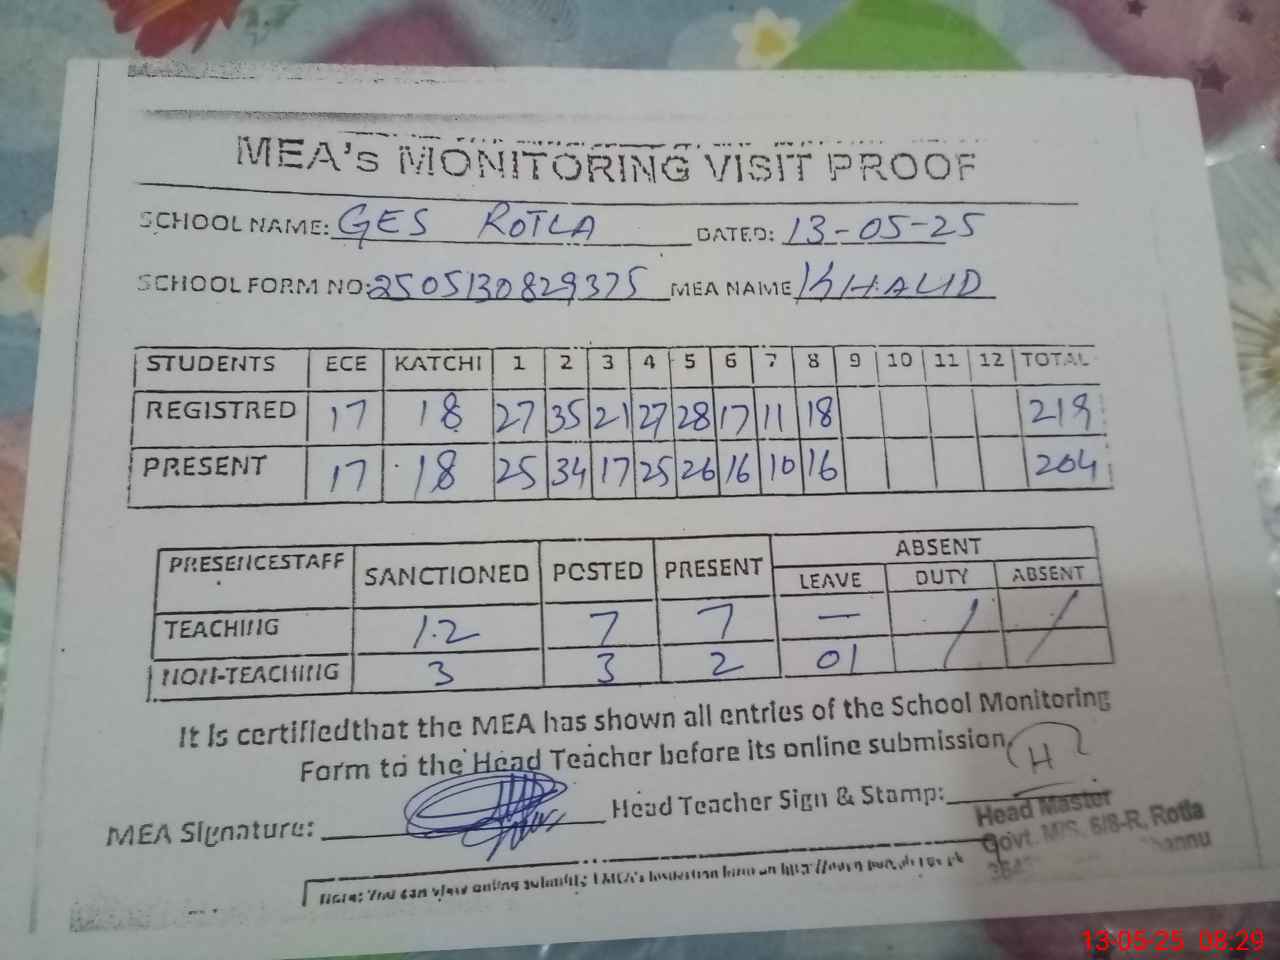 MEA's MONITORING VISIT PROOF
SCHOOL NAME: GES ROTLA DATED: 13-05-25
SCHOOL FORM NO: 2505130829375 MEA NAME KHALID
STUDENTS ECE KATCHI 1 2 3 4 5 6 7 8 9 10 11 12 TOTAL
REGISTRED 17 18 27 35 21 27 28 17 11 18 219
PRESENT 17 18 25 34 17 25 26 16 10 16 204
PRESENCESTAFF SANCTIONED POSTED PRESENT ABSENT
LEAVE DUTY ABSENT
TEACHING 12 7 7 — / /
NON-TEACHING 3 3 2 01
It is certifiedthat the MEA has shown all entries of the School Monitoring
Form to the Head Teacher before its online submission
MEA Signature: Head Teacher Sign & Stamp:
Head Master
Govt. M/S. 6/8-R, Rotla
Note: You can view online
13-05-25 08:29